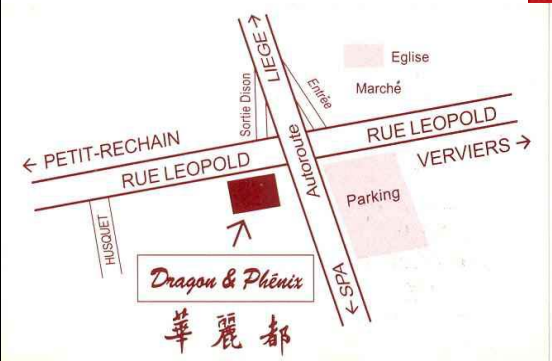 LIEGE →
Eglise
Sortie Dison
Entrée
Marché
← PETIT-RECHAIN
RUE LEOPOLD
RUE LEOPOLD
VERVIERS →
Autoroute
Parking
HUSQUET
← SPA
Dragon & Phénix
華麗都